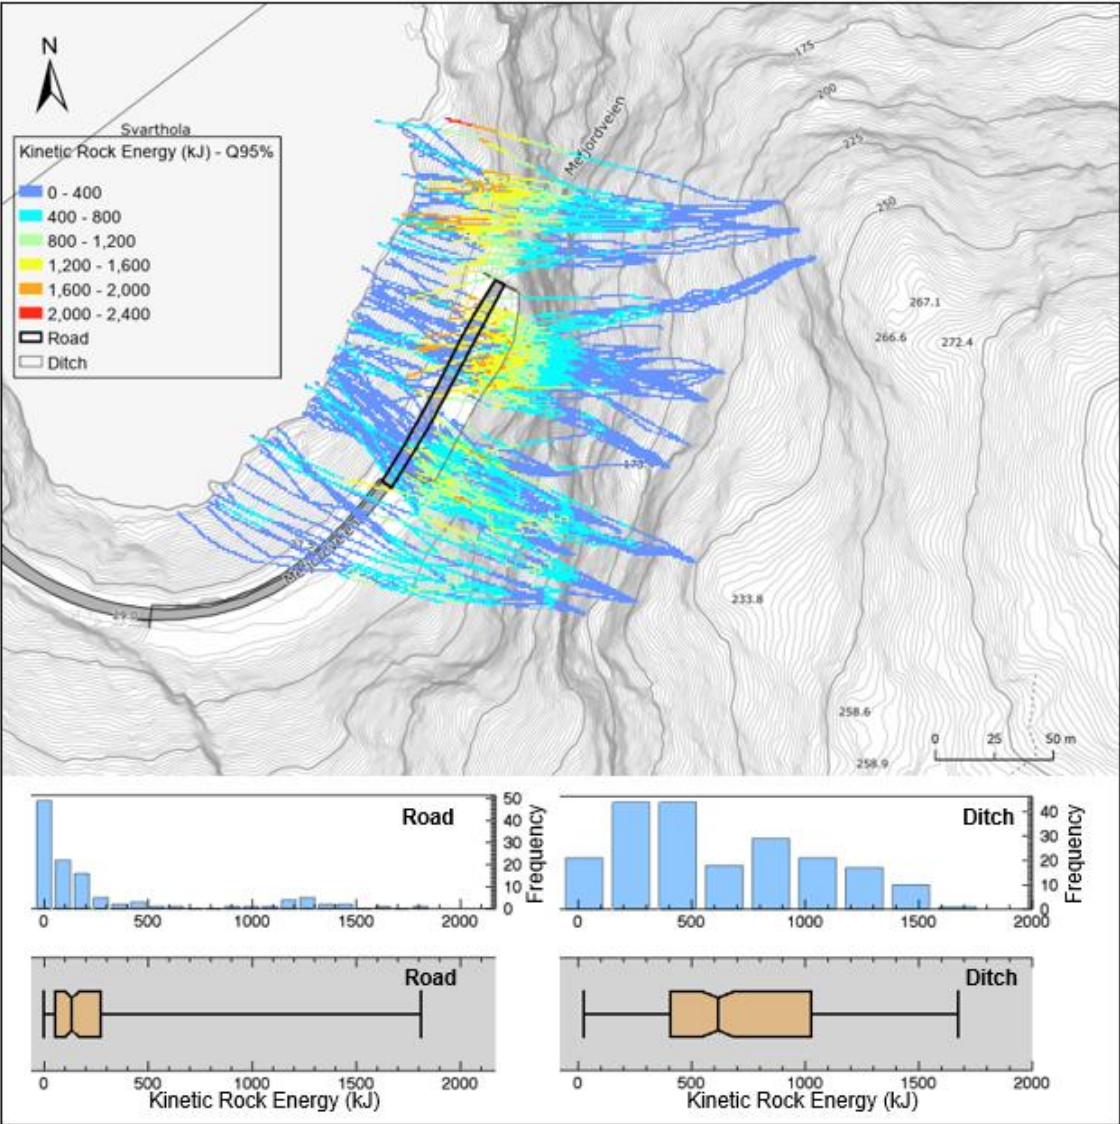 N
Svarthola
Kinetic Rock Energy (kJ) - Q95%
0 - 400
400 - 800
800 - 1,200
1,200 - 1,600
1,600 - 2,000
2,000 - 2,400
Road
Ditch
Mefjordveien
175
200
225
250
267.1
266.6
272.4
173
233.8
258.6
258.9
0 25 50 m
Road
50
40
30
20
10
0
Frequency
0 500 1000 1500 2000
Ditch
40
30
20
10
0
Frequency
0 500 1000 1500 2000
Road
0 500 1000 1500 2000
Kinetic Rock Energy (kJ)
Ditch
0 500 1000 1500 2000
Kinetic Rock Energy (kJ)